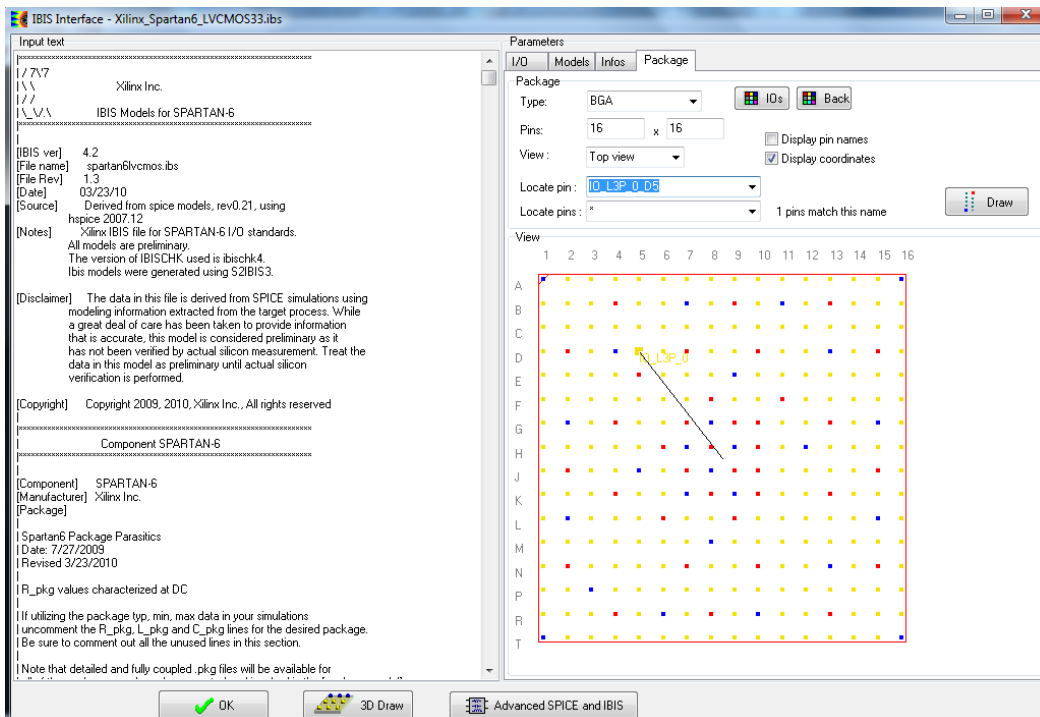 IBIS Interface - Xilinx_Spartan6_LVCMOS33.ibs
Input text
|*******************************************************************
| / 7\'7
| \ \ Xilinx Inc.
| / /
| \_\/.\ IBIS Models for SPARTAN-6
|*******************************************************************
|
[IBIS ver] 4.2
[File name] spartan6lvcmos.ibs
[File Rev] 1.3
[Date] 03/23/10
[Source] Derived from spice models, rev0.21, using
hspice 2007.12
[Notes] Xilinx IBIS file for SPARTAN-6 I/O standards.
All models are preliminary.
The version of IBISCHK used is ibischk4.
Ibis models were generated using S2IBIS3.
[Disclaimer] The data in this file is derived from SPICE simulations using
modeling information extracted from the target process. While
a great deal of care has been taken to provide information
that is accurate, this model is considered preliminary as it
has not been verified by actual silicon measurement. Treat the
data in this model as preliminary until actual silicon
verification is performed.
[Copyright] Copyright 2009, 2010, Xilinx Inc., All rights reserved
|
|*******************************************************************
| Component SPARTAN-6
|*******************************************************************
|
[Component] SPARTAN-6
[Manufacturer] Xilinx Inc.
[Package]
|
| Spartan6 Package Parasitics
| Date: 7/27/2009
| Revised 3/23/2010
|
| R_pkg values characterized at DC
|
| If utilizing the package typ, min, max data in your simulations
| uncomment the R_pkg, L_pkg and C_pkg lines for the desired package.
| Be sure to comment out all the unused lines in this section.
|
| Note that detailed and fully coupled .pkg files will be available for
OK
3D Draw
Advanced SPICE and IBIS
Parameters
I/O Models Infos Package
Package
Type: BGA IOs Back
Pins: 16 x 16
Display pin names
View : Top view
Display coordinates
Locate pin : IO_L3P_0_D5
Draw
Locate pins : * 1 pins match this name
View
1 2 3 4 5 6 7 8 9 10 11 12 13 14 15 16
A
B
C
D
IO_L3P_0
E
F
G
H
J
K
L
M
N
P
R
T